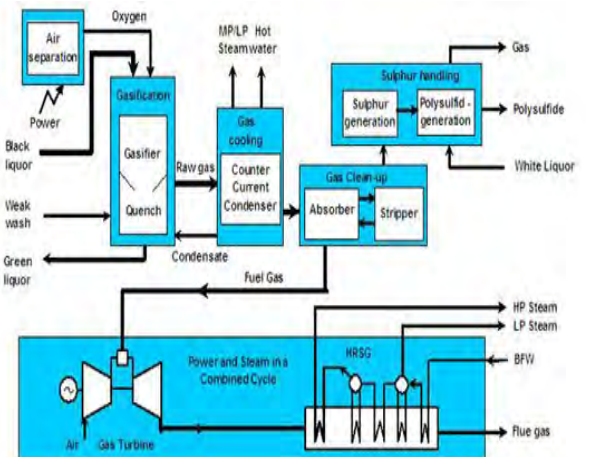 Oxygen
Air
separation
Power
Black
liquor
Weak
wash
Green
liquor
Gasification
Gasifier
Quench
Raw gas
Condensate
MP/LP Hot
Steam water
Gas
cooling
Counter
Current
Condenser
Sulphur handling
Sulphur
generation
Polysulfid -
generation
Gas
Polysulfide
White Liquor
Gas Clean-up
Absorber
Stripper
Fuel Gas
Power and Steam in a
Combined Cycle
HRSG
HP Steam
LP Steam
BFW
Flue gas
Air
Gas Turbine